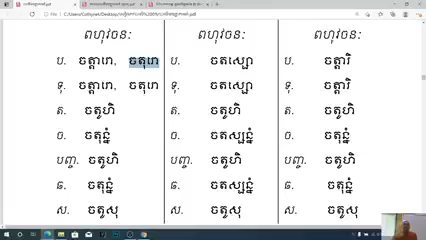 ពហុវចនៈ ពហុវចនៈ ពហុវចនៈ
ប. ចត្តារោ, ចតុរោ ប. ចតស្សោ ប. ចត្តារិ
ទុ. ចត្តារោ, ចតុរោ ទុ. ចតស្សោ ទុ. ចត្តារិ
ត. ចតូហិ ត. ចតូហិ ត. ចតូហិ
ច. ចតុន្នំ ច. ចតស្សន្នំ ច. ចតុន្នំ
បញ្ច. ចតូហិ បញ្ច. ចតូហិ បញ្ច. ចតូហិ
ឆ. ចតុន្នំ ឆ. ចតស្សន្នំ ឆ. ចតុន្នំ
ស. ចតូសុ ស. ចតូសុ ស. ចតូសុ